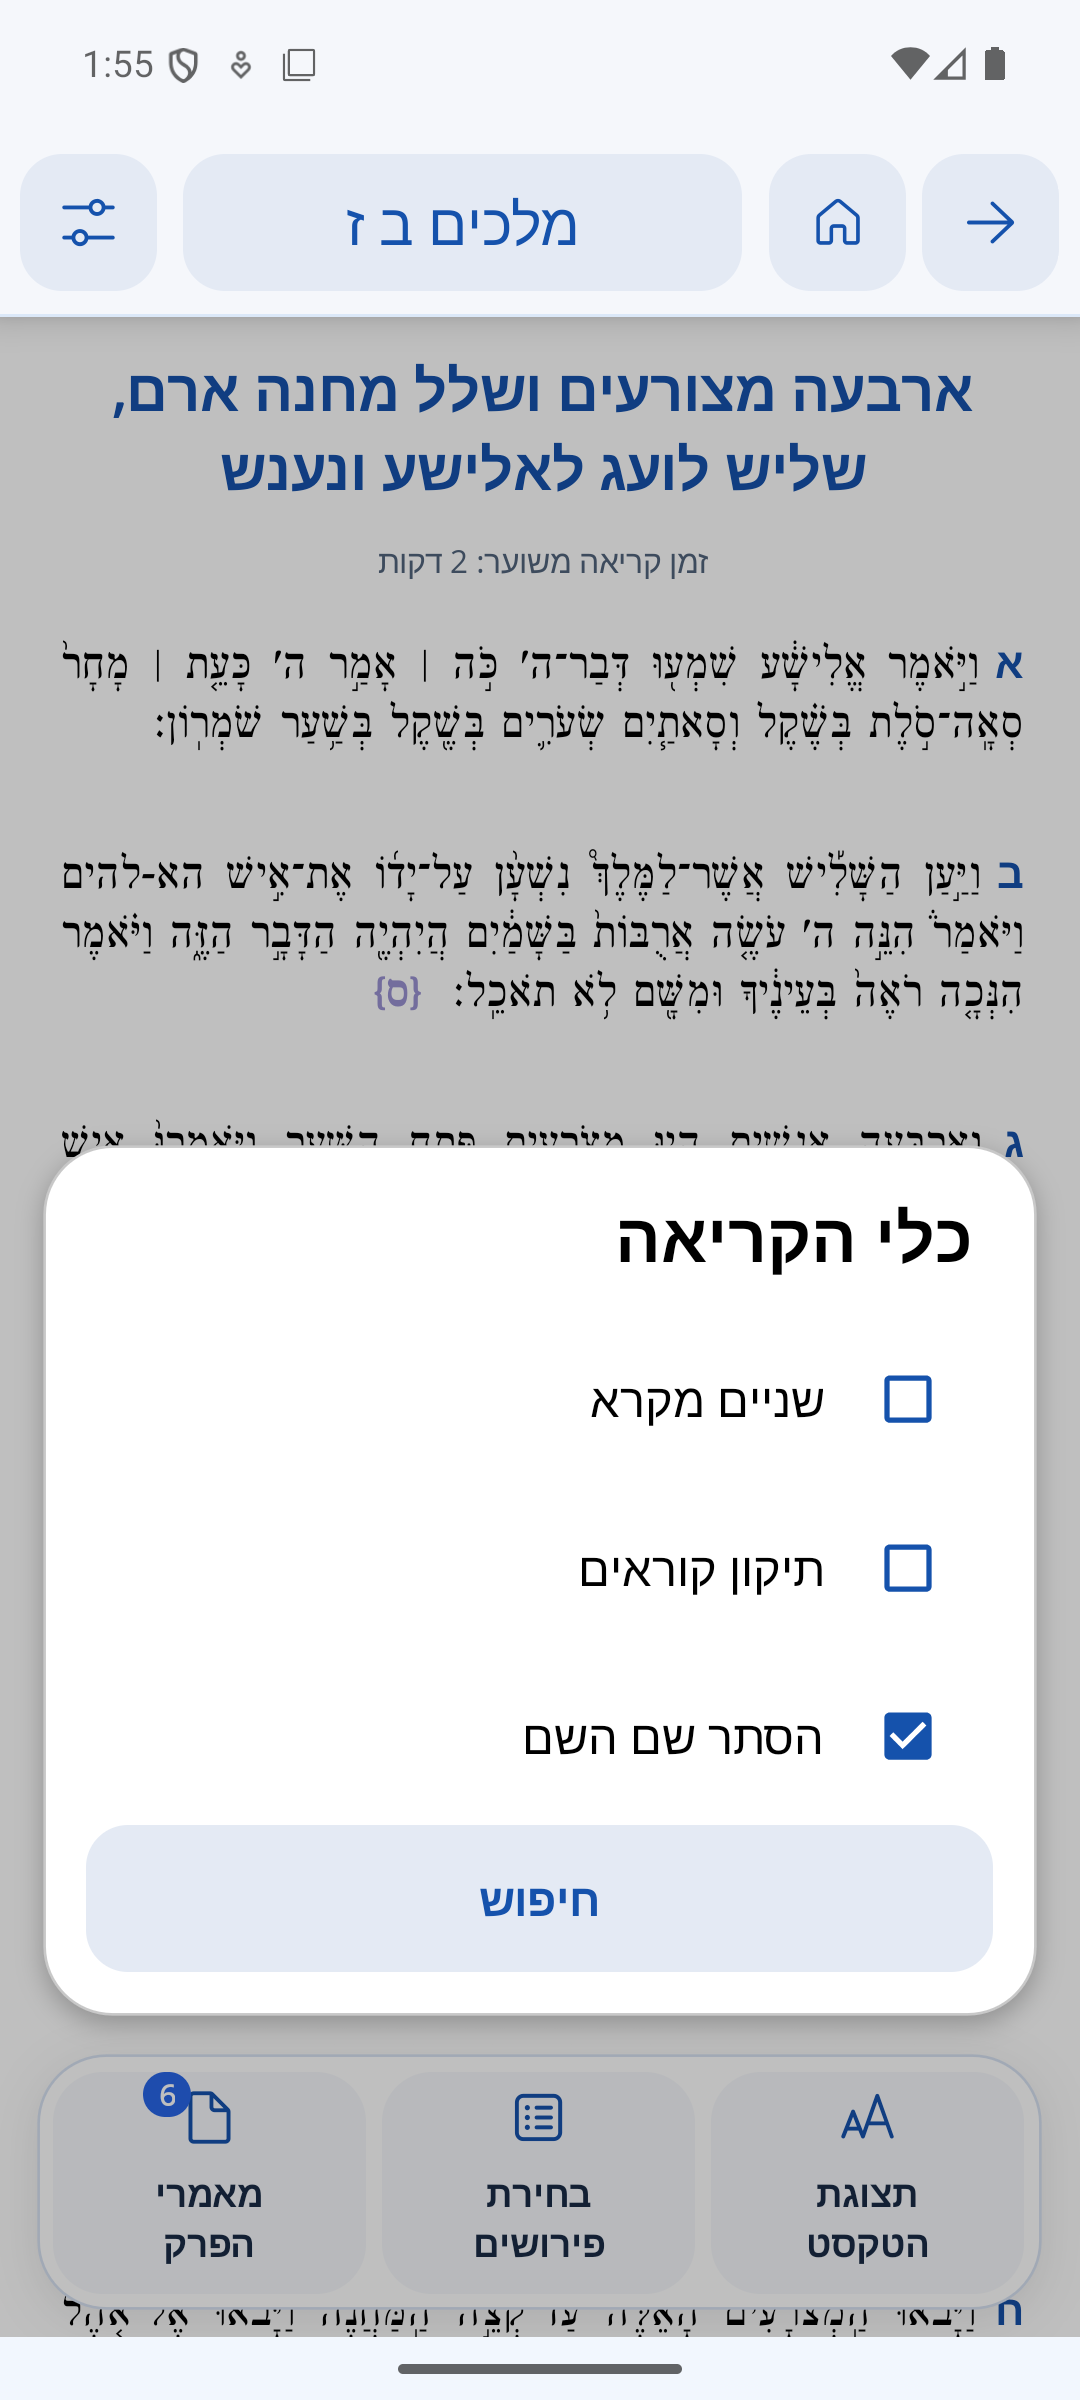 1:55
מלכים ב ז
ארבעה מצורעים ושלל מחנה ארם,
שליש לועג לאלישע ונענש
זמן קריאה משוער: 2 דקות
א וַיֹּ֣אמֶר אֱלִישָׁ֔ע שִׁמְע֖וּ דְּבַר־ה' כֹּ֣ה | אָמַ֣ר ה' כָּעֵ֤ת | מָחָר֙
סְאָֽה־סֹ֣לֶת בְּשֶׁ֔קֶל וְסָאתַ֧יִם שְׂעֹרִ֛ים בְּשֶׁ֖קֶל בְּשַׁ֥עַר שֹׁמְרֽוֹן:
ב וַיַּ֣עַן הַשָּׁלִ֡ישׁ אֲשֶׁר־לַמֶּלֶךְ֩ נִשְׁעָ֨ן עַל־יָד֜וֹ אֶת־אִ֣ישׁ הא-להים
וַיֹּאמַר֒ הִנֵּ֣ה ה' עֹשֶׂ֤ה אֲרֻבּוֹת֙ בַּשָּׁמַ֔יִם הֲיִהְיֶ֖ה הַדָּבָ֣ר הַזֶּ֑ה וַיֹּ֗אמֶר
הִנְּכָ֤ה רֹאֶה֙ בְּעֵינֶ֔יךָ וּמִשָּׁ֖ם לֹ֥א תֹאכֵֽל: {ס}
ג
כלי הקריאה
שניים מקרא
תיקון קוראים
הסתר שם השם
חיפוש
תצוגת הטקסט
בחירת פירושים
6
מאמרי הפרק
ח